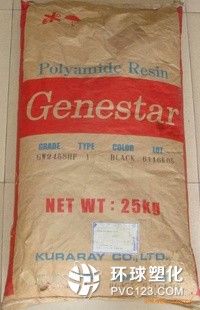 Polyamide Resin
Genestar
GRADE TYPE COLOR LOT
BLACK
NET WT: 25kg
KURARAY CO., LTD.
环球塑化
PVC123.com